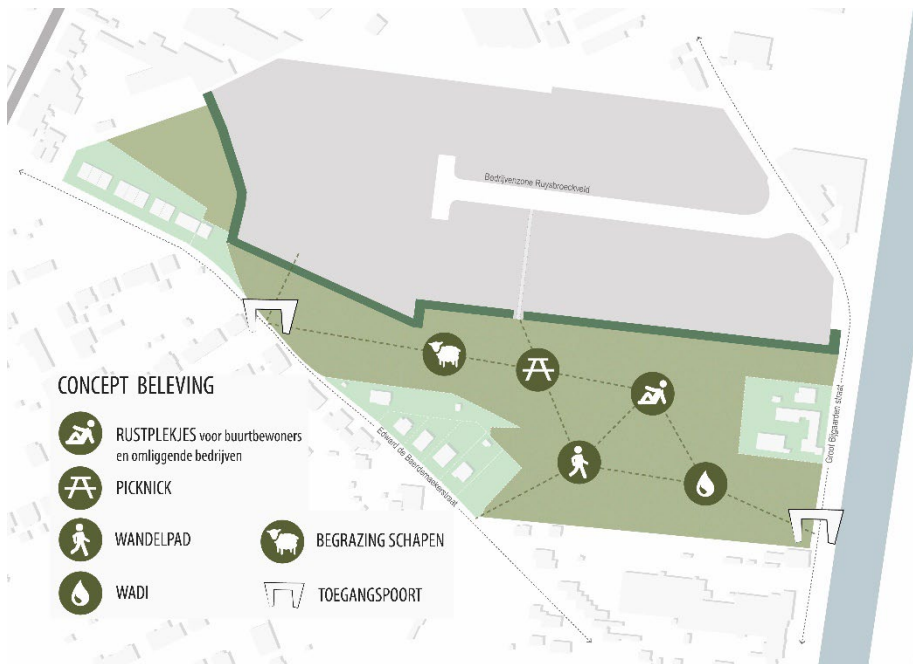 Bedrijvenzone Ruysbroeckveld
Groot Bijgaarden straat
Edward de Baerdemaekerstraat
CONCEPT BELEVING
RUSTPLEKJES voor buurtbewoners
en omliggende bedrijven
PICKNICK
WANDELPAD
WADI
BEGRAZING SCHAPEN
TOEGANGSPOORT